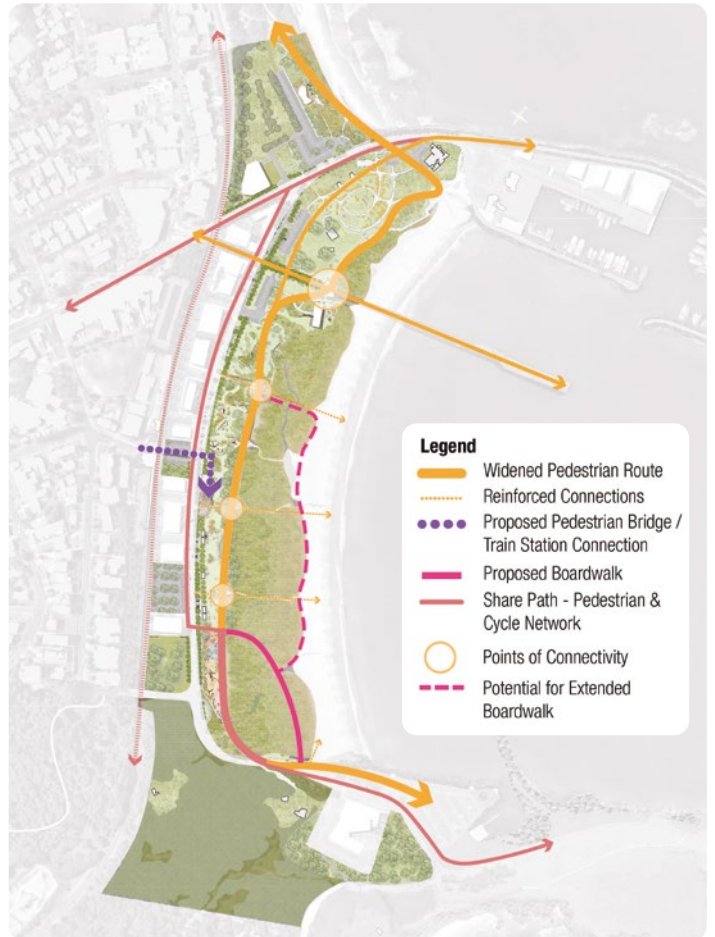 Legend
Widened Pedestrian Route
Reinforced Connections
Proposed Pedestrian Bridge /
Train Station Connection
Proposed Boardwalk
Share Path - Pedestrian &
Cycle Network
Points of Connectivity
Potential for Extended
Boardwalk